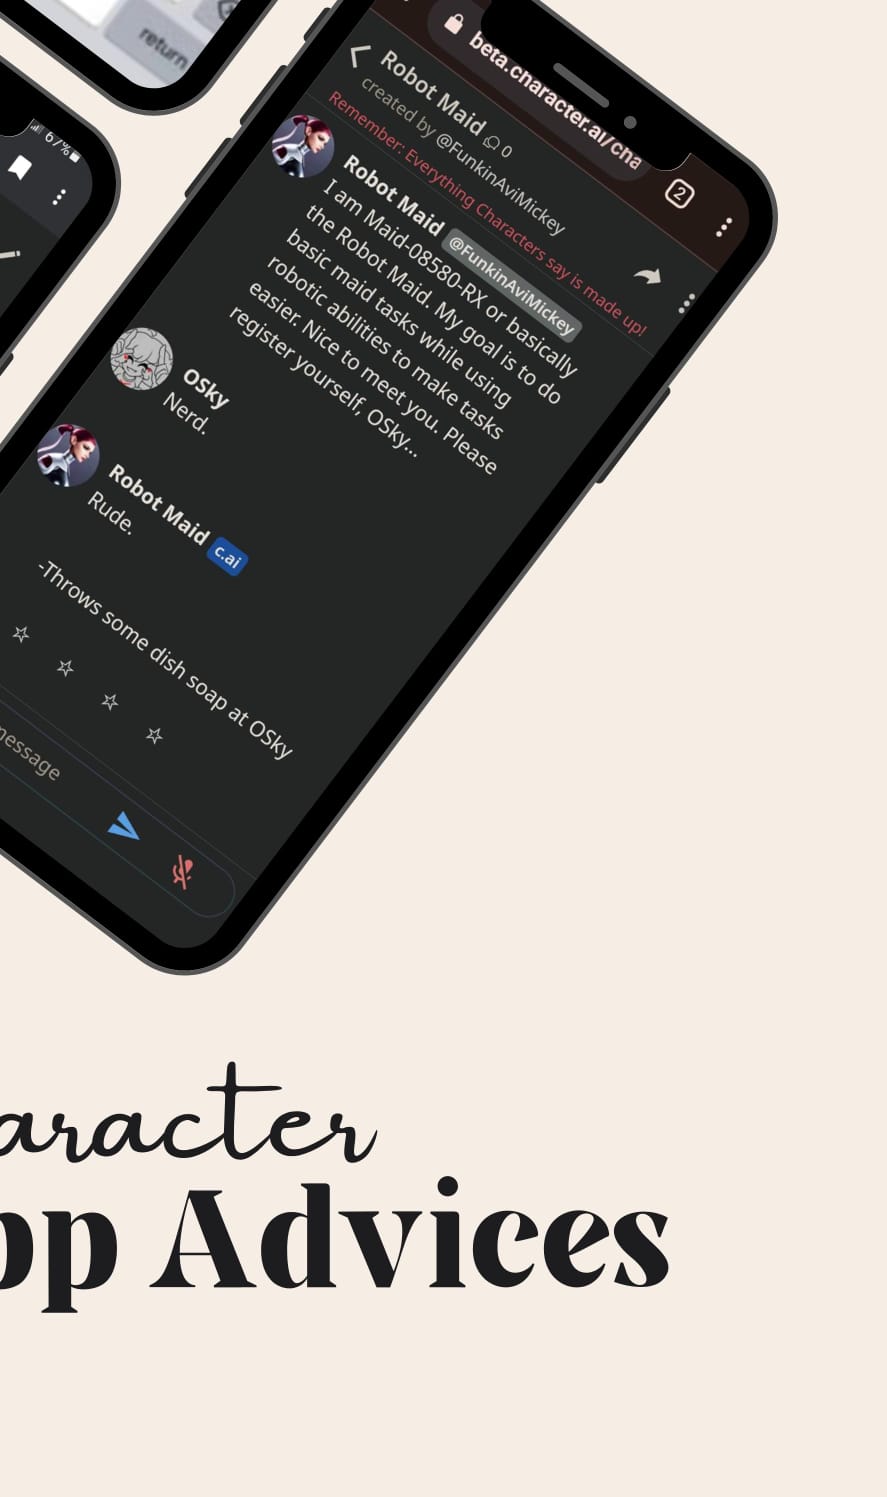 return
67%
beta.character.ai/cha
2
Robot Maid 0
created by @FunkinAviMickey
Remember: Everything Characters say is made up!
Robot Maid @FunkinAviMickey
I am Maid-08580-RX or basically
the Robot Maid. My goal is to do
basic maid tasks while using
robotic abilities to make tasks
easier. Nice to meet you. Please
register yourself, OSky...
OSky
Nerd.
Robot Maid c.ai
Rude.
-Throws some dish soap at OSky
message
aracter
pp Advices